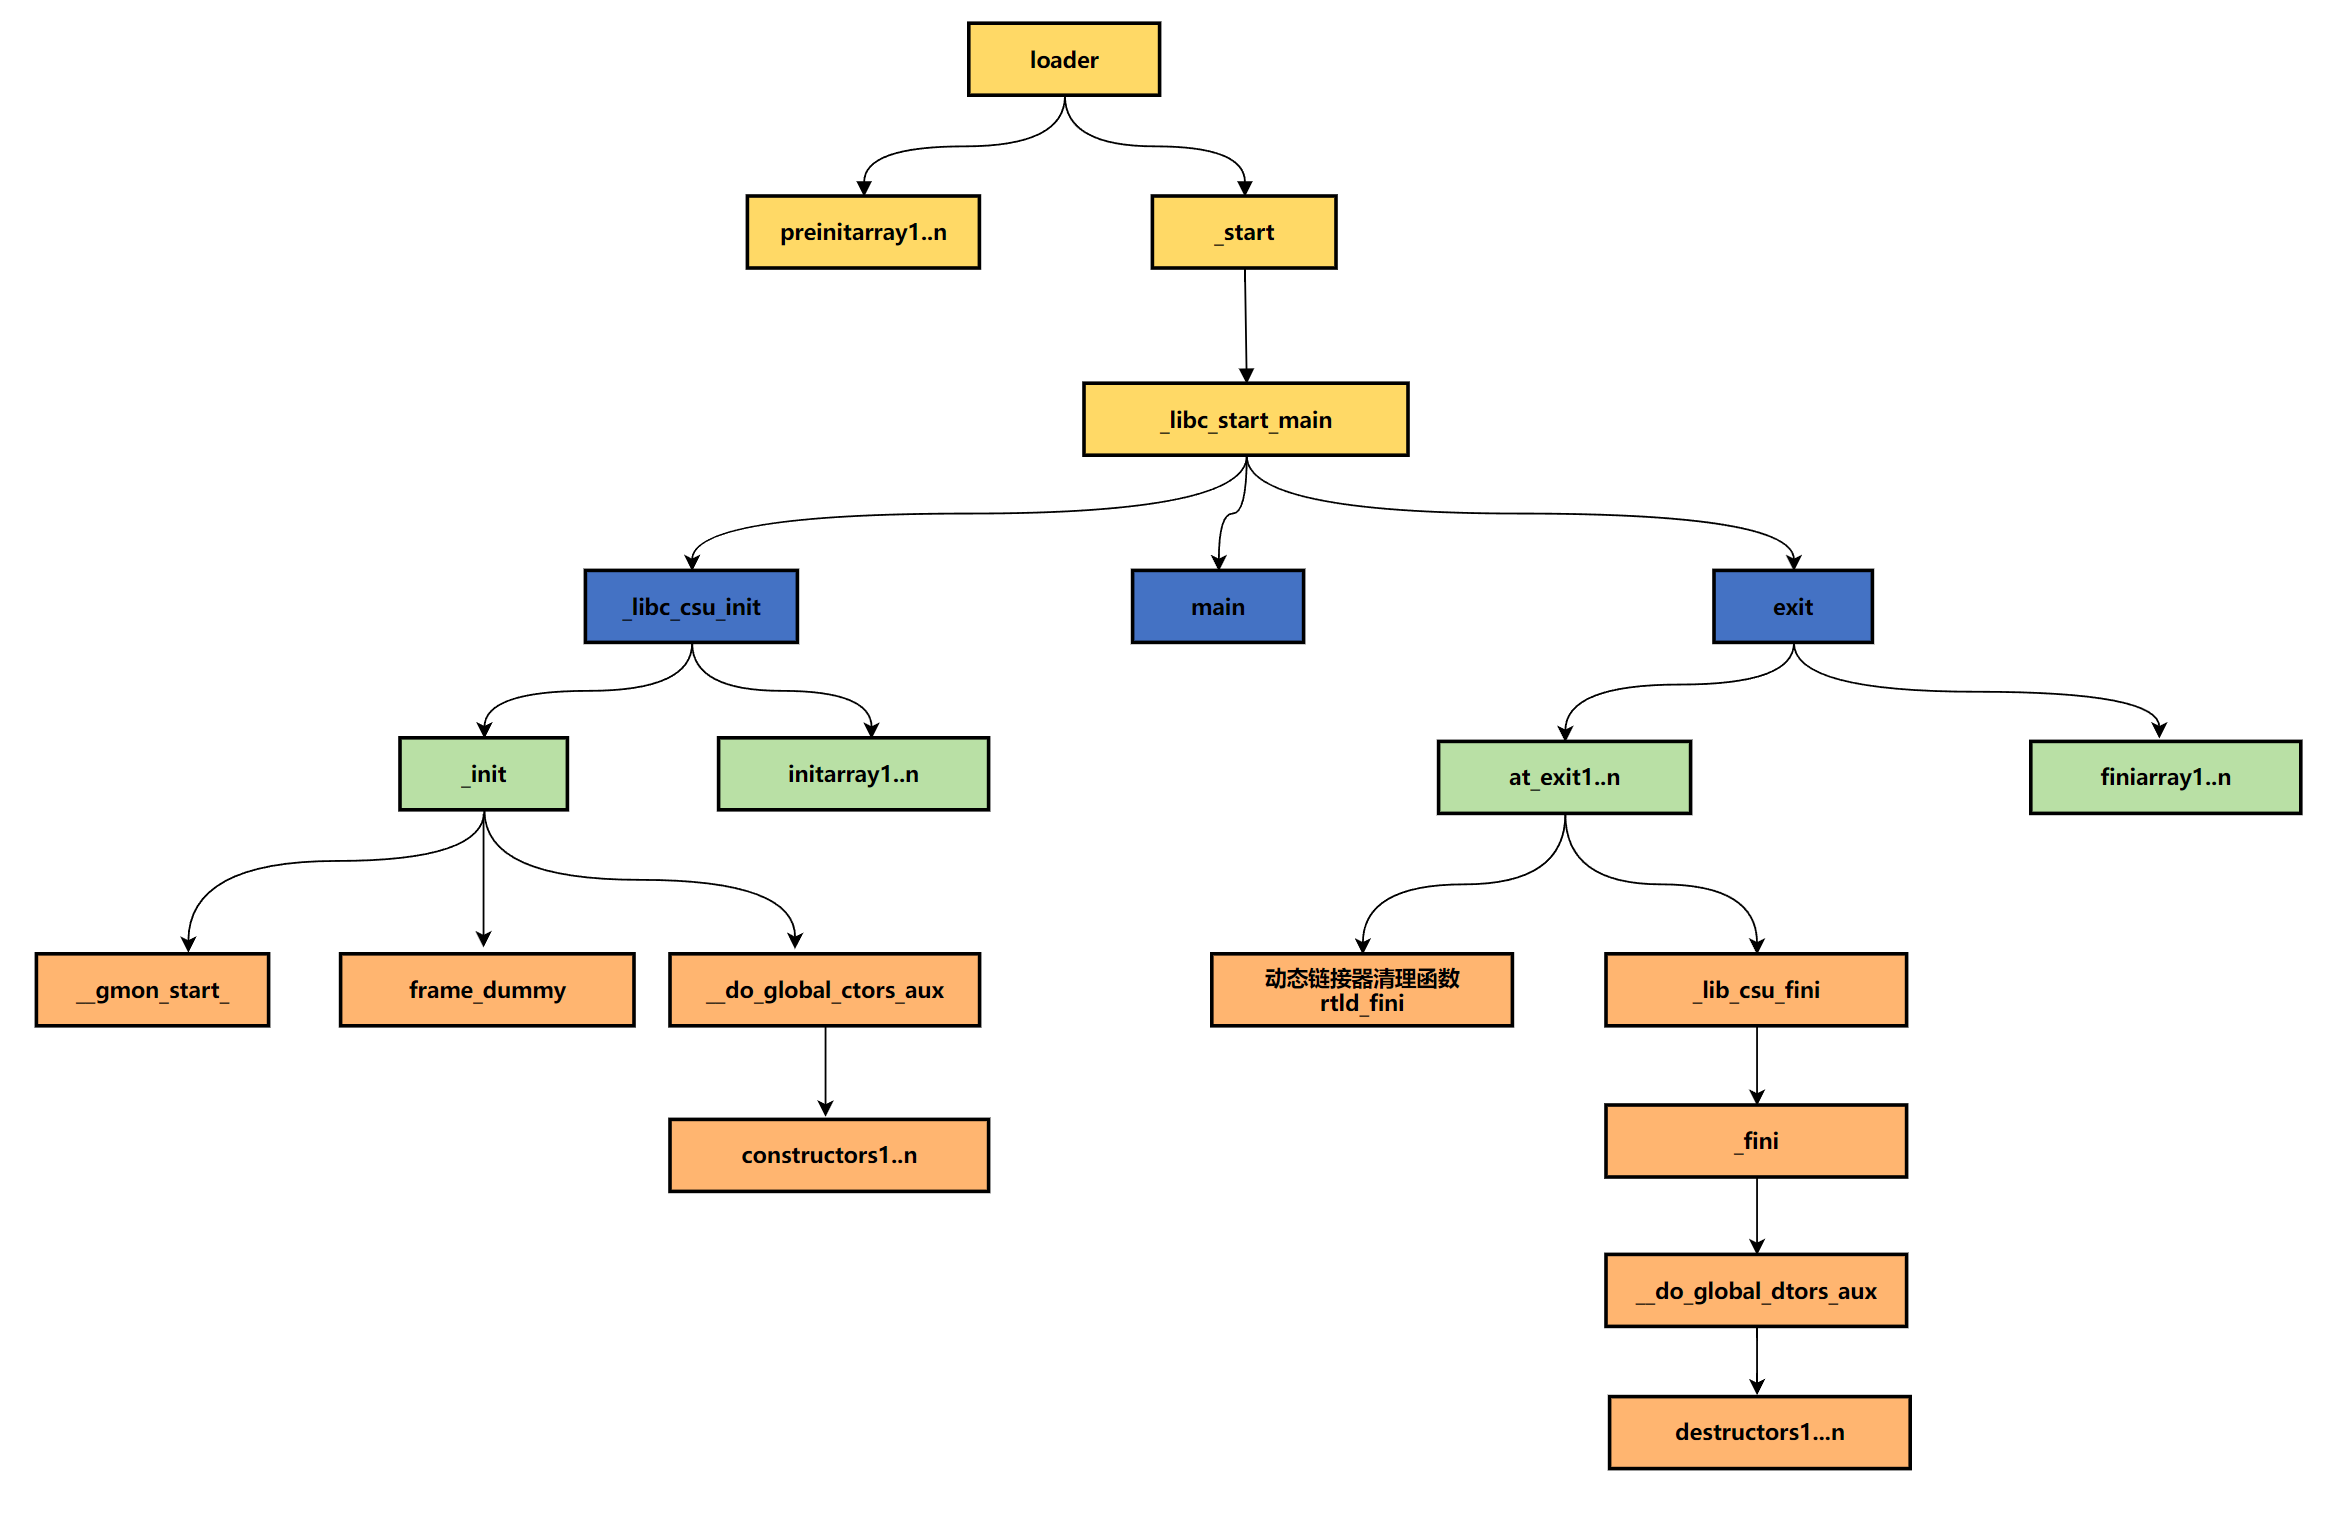 loader
preinitarray1..n
_start
_libc_start_main
_libc_csu_init
main
exit
_init
initarray1..n
at_exit1..n
finiarray1..n
__gmon_start_
frame_dummy
__do_global_ctors_aux
动态链接器清理函数
rtld_fini
_lib_csu_fini
constructors1..n
_fini
__do_global_dtors_aux
destructors1...n